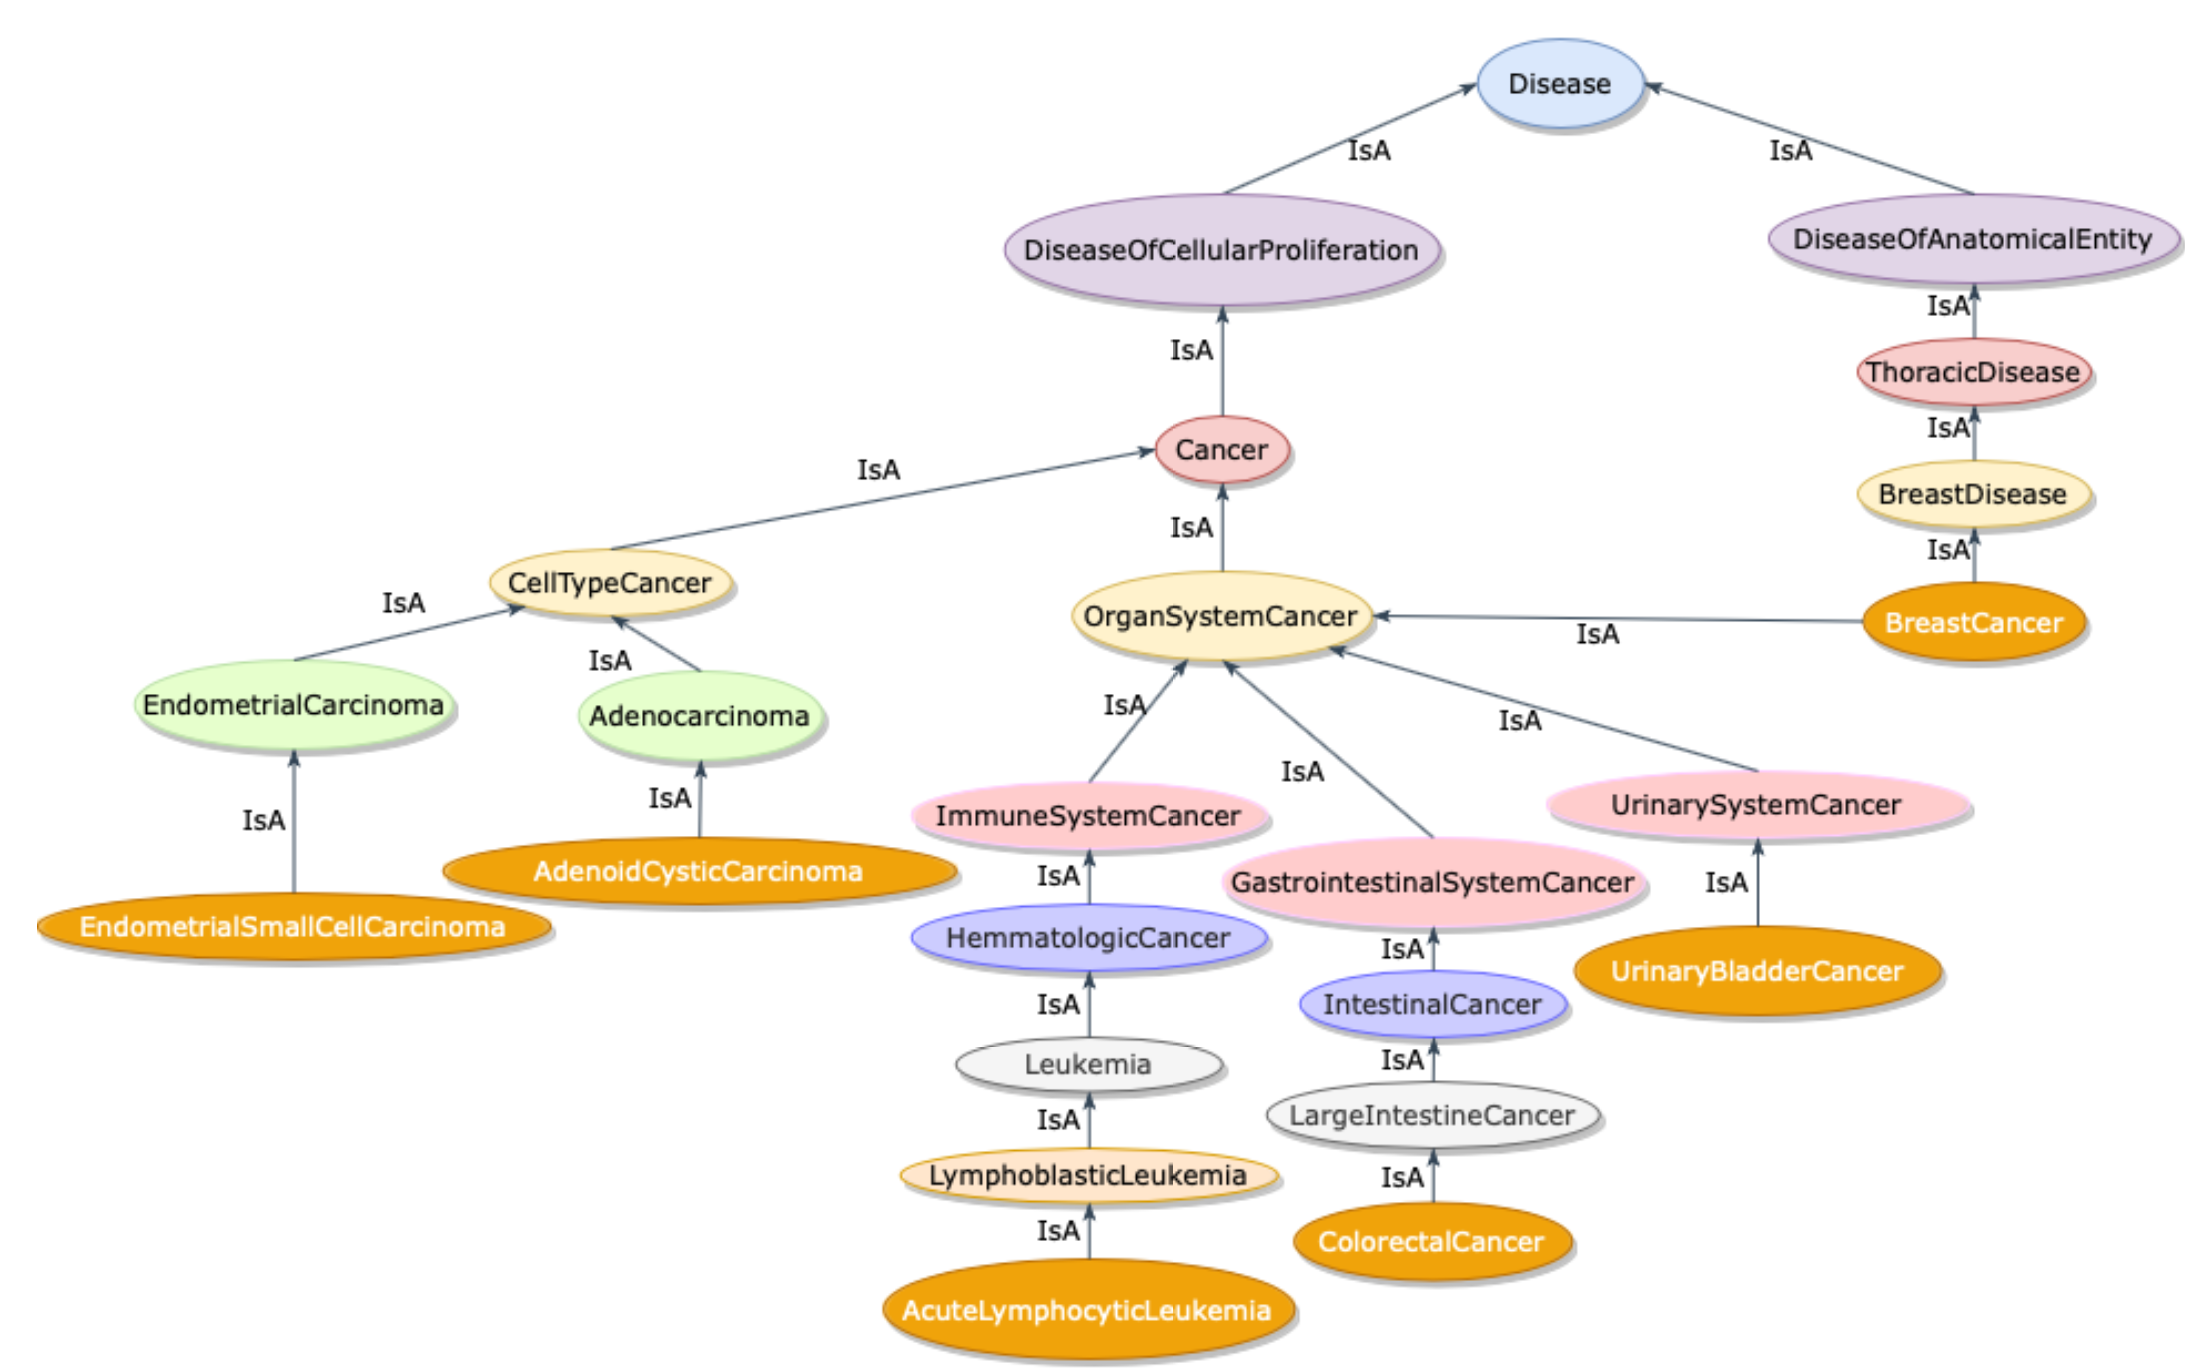 Disease
IsA
IsA
DiseaseOfCellularProliferation
DiseaseOfAnatomicalEntity
IsA
IsA
ThoracicDisease
IsA
Cancer
IsA
IsA
BreastDisease
IsA
IsA
CellTypeCancer
OrganSystemCancer
BreastCancer
IsA
IsA
IsA
EndometrialCarcinoma
Adenocarcinoma
IsA
IsA
IsA
IsA
IsA
ImmuneSystemCancer
UrinarySystemCancer
IsA
AdenoidCysticCarcinoma
IsA
GastrointestinalSystemCancer
IsA
EndometrialSmallCellCarcinoma
HemmatologicCancer
IsA
UrinaryBladderCancer
IsA
IntestinalCancer
Leukemia
IsA
IsA
LargeIntestineCancer
LymphoblasticLeukemia
IsA
IsA
ColorectalCancer
AcuteLymphocyticLeukemia